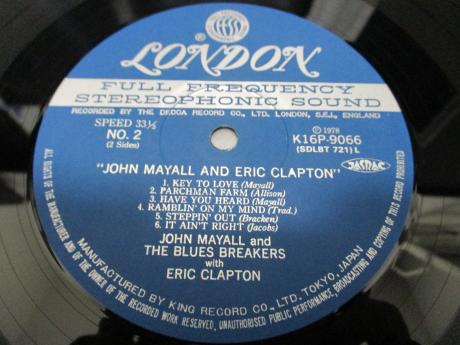 LONDON
®
FULL FREQUENCY
STEREOPHONIC SOUND
RECORDED BY THE DECCA RECORD CO., LTD. LONDON, S.E.I., ENGLAND
SPEED 33⅓
NO. 2
(2 Sides)
℗ 1978
K16P-9066
(SDLBT 721) L
JASRAC
"JOHN MAYALL AND ERIC CLAPTON"
1. KEY TO LOVE (Mayall)
2. PARCHMAN FARM (Allison)
3. HAVE YOU HEARD (Mayall)
4. RAMBLIN' ON MY MIND (Trad.)
5. STEPPIN' OUT (Bracken)
6. IT AIN'T RIGHT (Jacobs)
JOHN MAYALL and
THE BLUES BREAKERS
with
ERIC CLAPTON
MANUFACTURED BY KING RECORD CO., LTD. TOKYO, JAPAN
ALL RIGHTS OF THE MANUFACTURER AND OF THE OWNER OF THE RECORDED WORK RESERVED, UNAUTHORISED PUBLIC PERFORMANCE, BROADCASTING AND COPYING OF THIS RECORD PROHIBITED